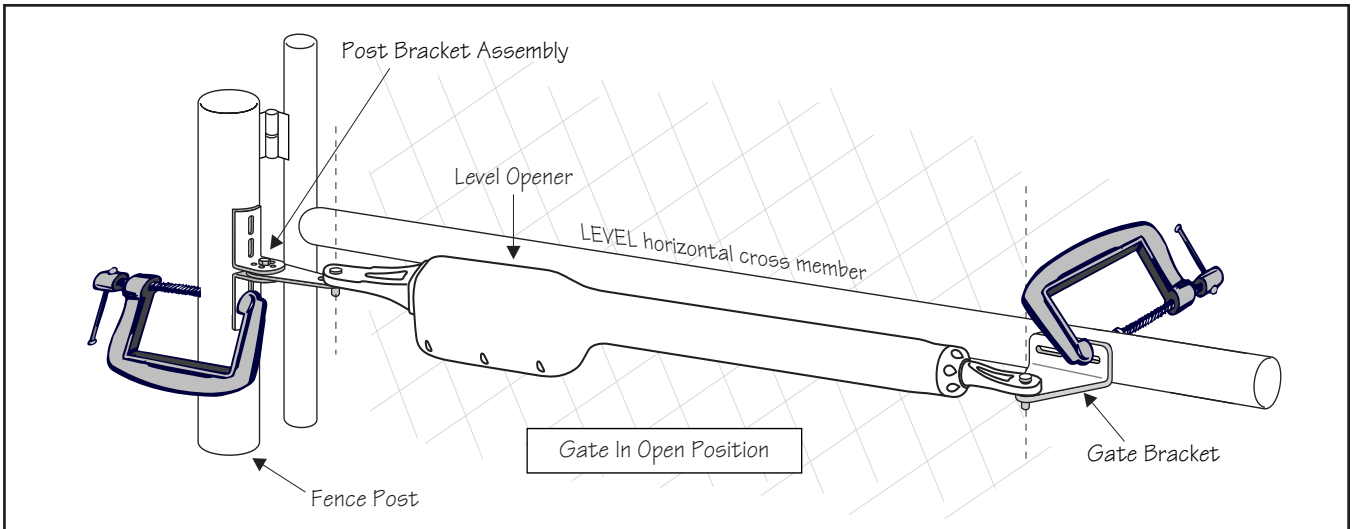 Post Bracket Assembly
Level Opener
LEVEL horizontal cross member
Gate In Open Position
Gate Bracket
Fence Post